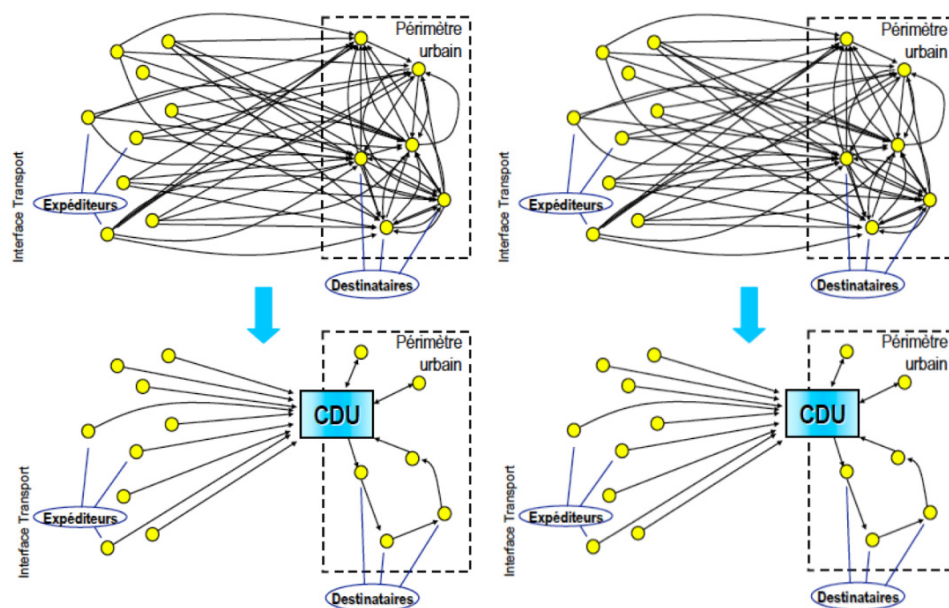 Périmètre
urbain
Interface Transport
Expéditeurs
Destinataires
Périmètre
urbain
Interface Transport
Expéditeurs
Destinataires
Périmètre
urbain
CDU
Interface Transport
Expéditeurs
Destinataires
Périmètre
urbain
CDU
Interface Transport
Expéditeurs
Destinataires